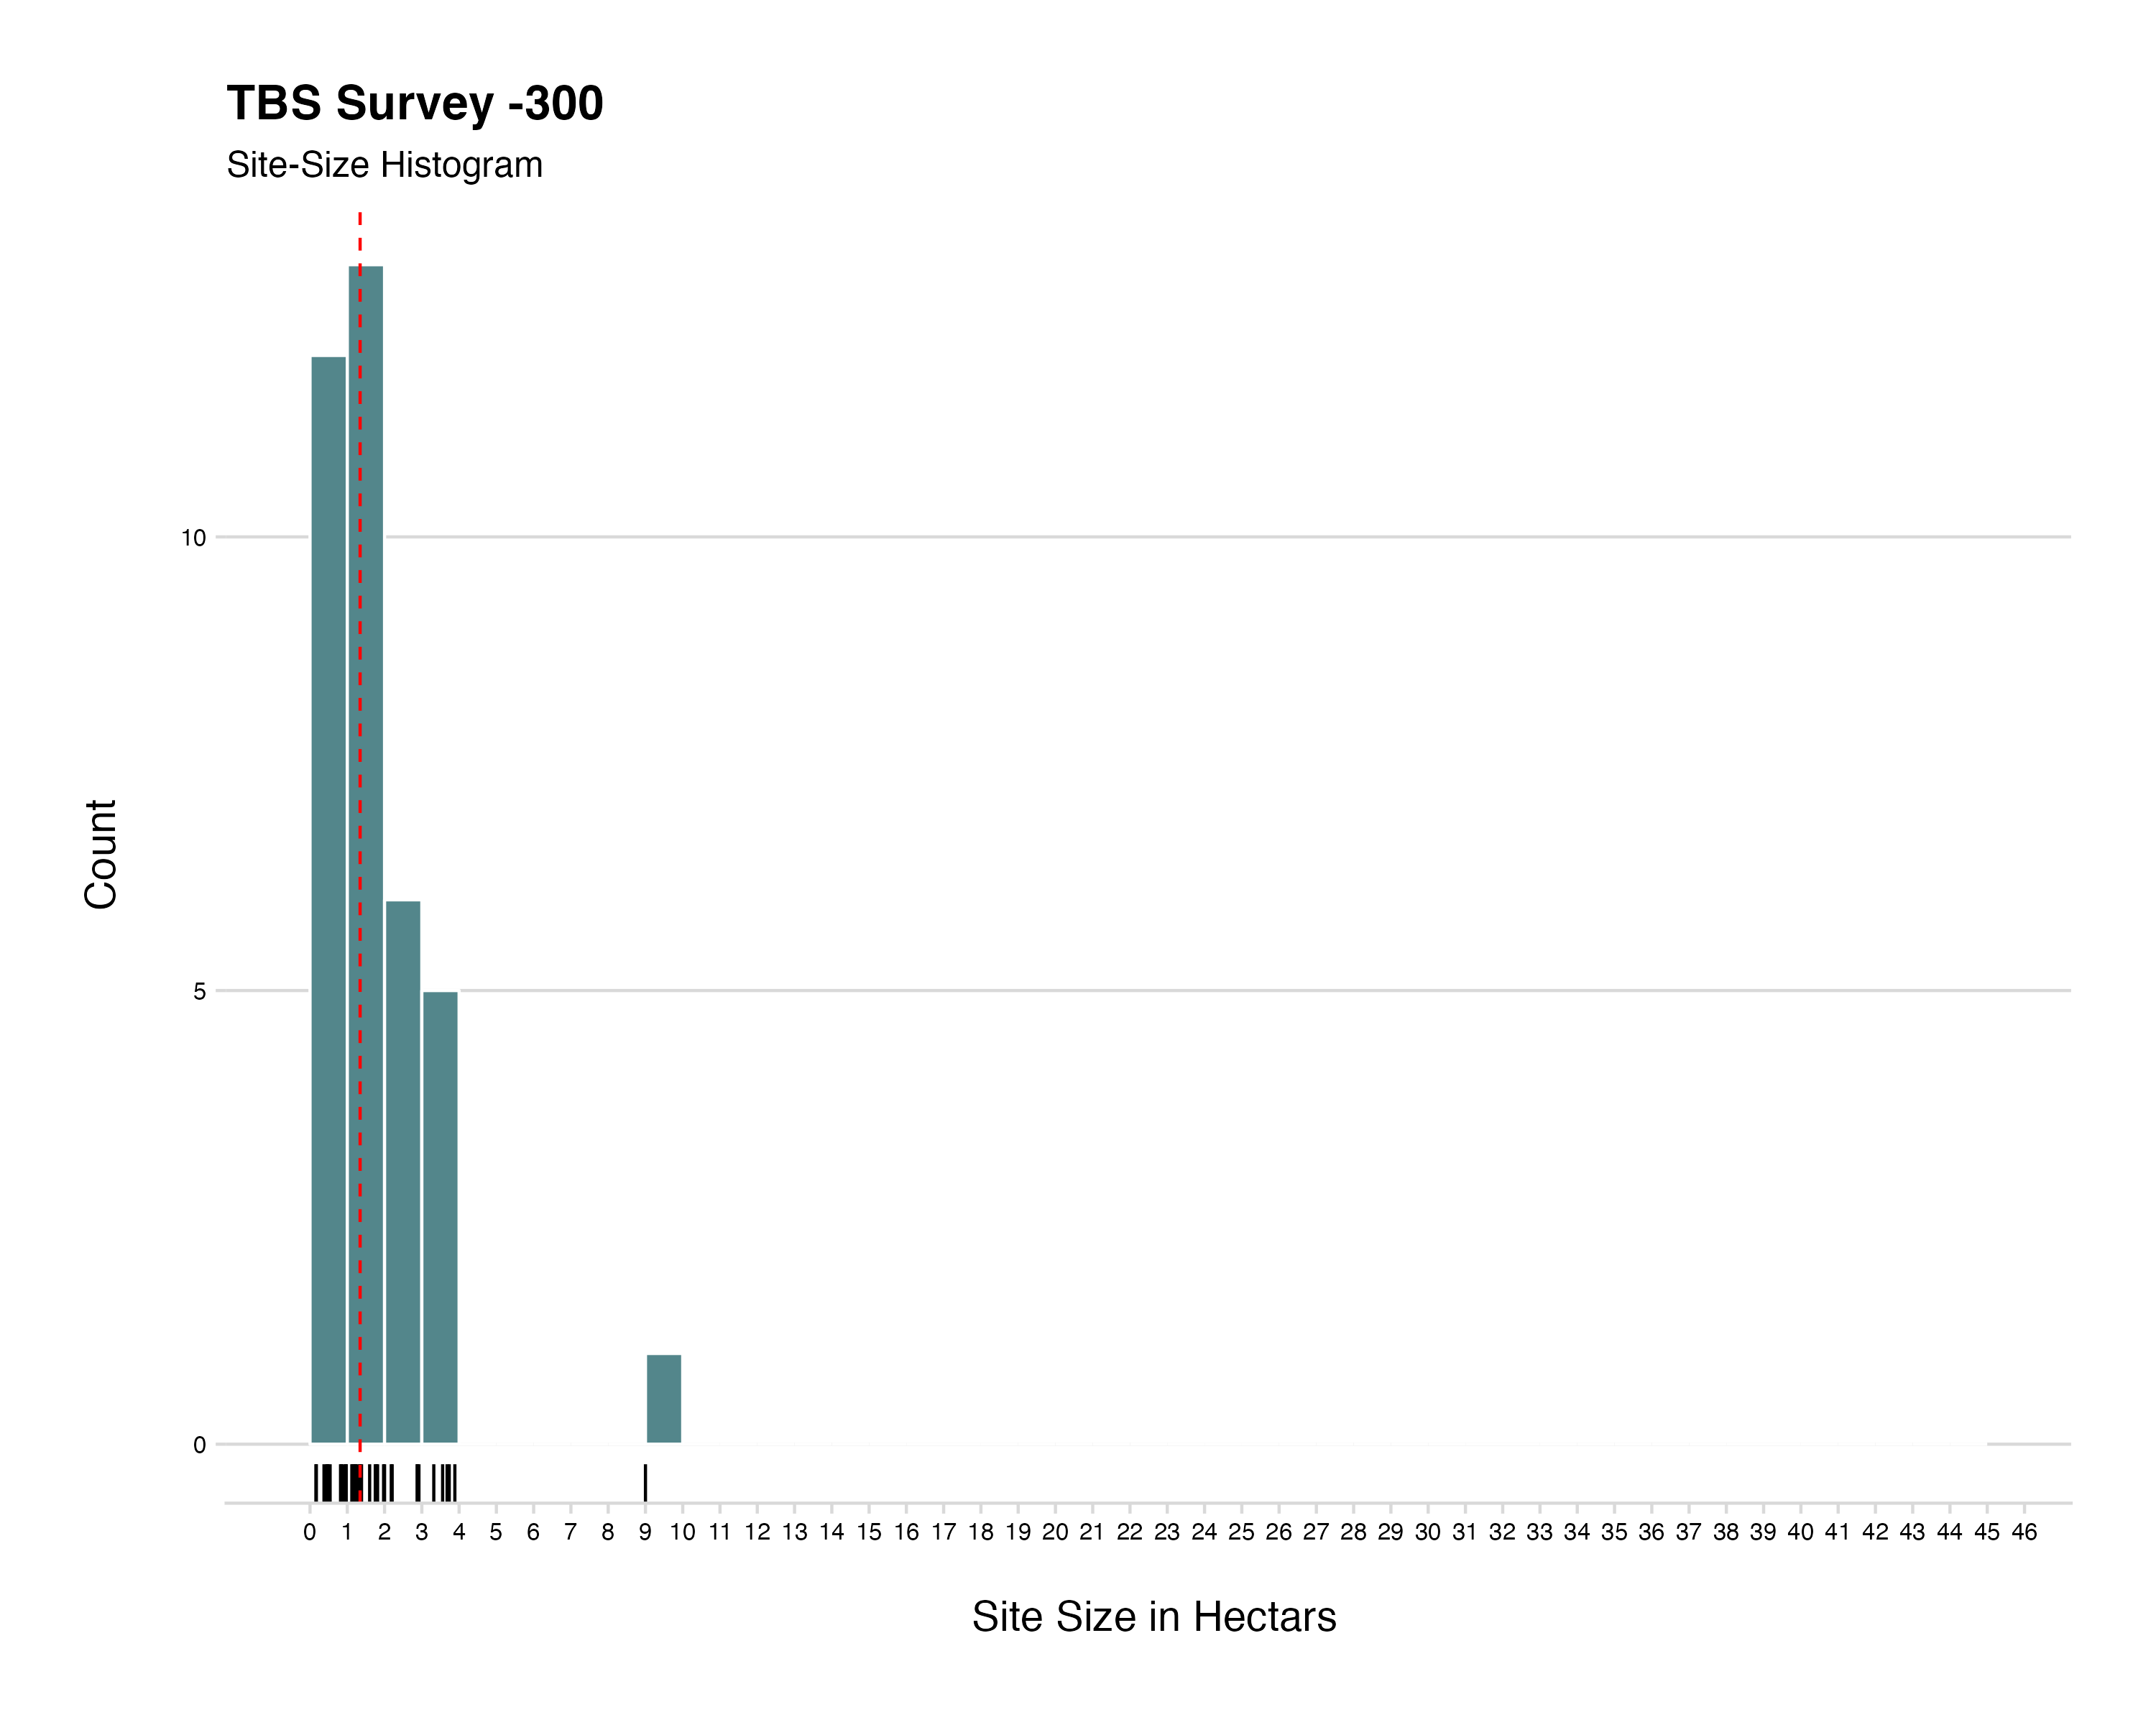 TBS Survey -300
Site-Size Histogram
Count
10
5
0
0 1 2 3 4 5 6 7 8 9 10 11 12 13 14 15 16 17 18 19 20 21 22 23 24 25 26 27 28 29 30 31 32 33 34 35 36 37 38 39 40 41 42 43 44 45 46
Site Size in Hectars